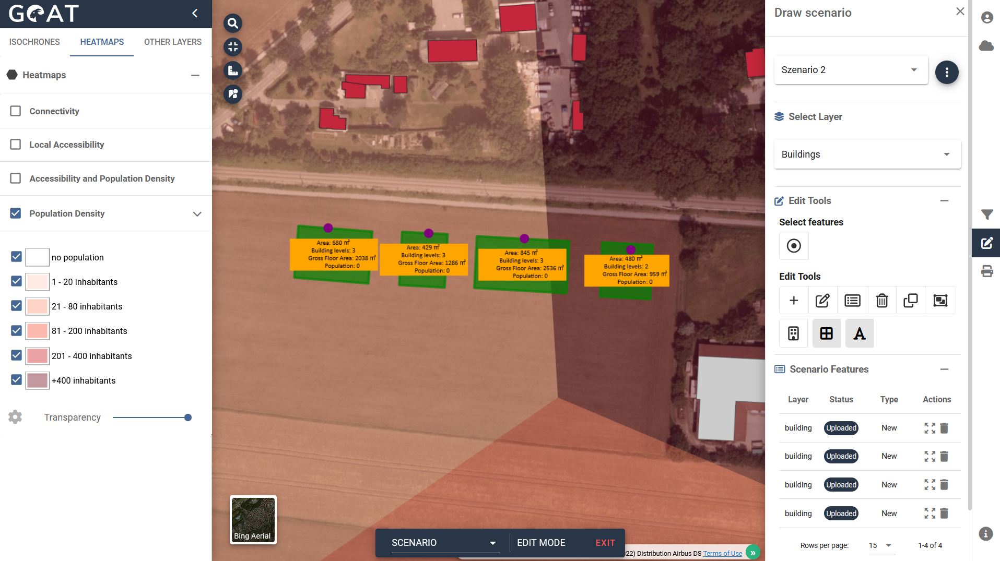 GOAT
ISOCHRONES
HEATMAPS
OTHER LAYERS
Heatmaps
Connectivity
Local Accessibility
Accessibility and Population Density
Population Density
no population
1 - 20 inhabitants
21 - 80 inhabitants
81 - 200 inhabitants
201 - 400 inhabitants
+400 inhabitants
Transparency
Area: 680 m²
Building levels: 3
Gross Floor Area: 2038 m²
Population: 0
Area: 429 m²
Building levels: 3
Gross Floor Area: 1286 m²
Population: 0
Area: 845 m²
Building levels: 3
Gross Floor Area: 2536 m²
Population: 0
Area: 480 m²
Building levels: 2
Gross Floor Area: 959 m²
Population: 0
Bing Aerial
SCENARIO
EDIT MODE
EXIT
22) Distribution Airbus DS Terms of Use
»
Draw scenario
Szenario 2
Select Layer
Buildings
Edit Tools
Select features
Edit Tools
A
Scenario Features
Layer Status Type Actions
building Uploaded New
building Uploaded New
building Uploaded New
building Uploaded New
Rows per page: 15 1-4 of 4